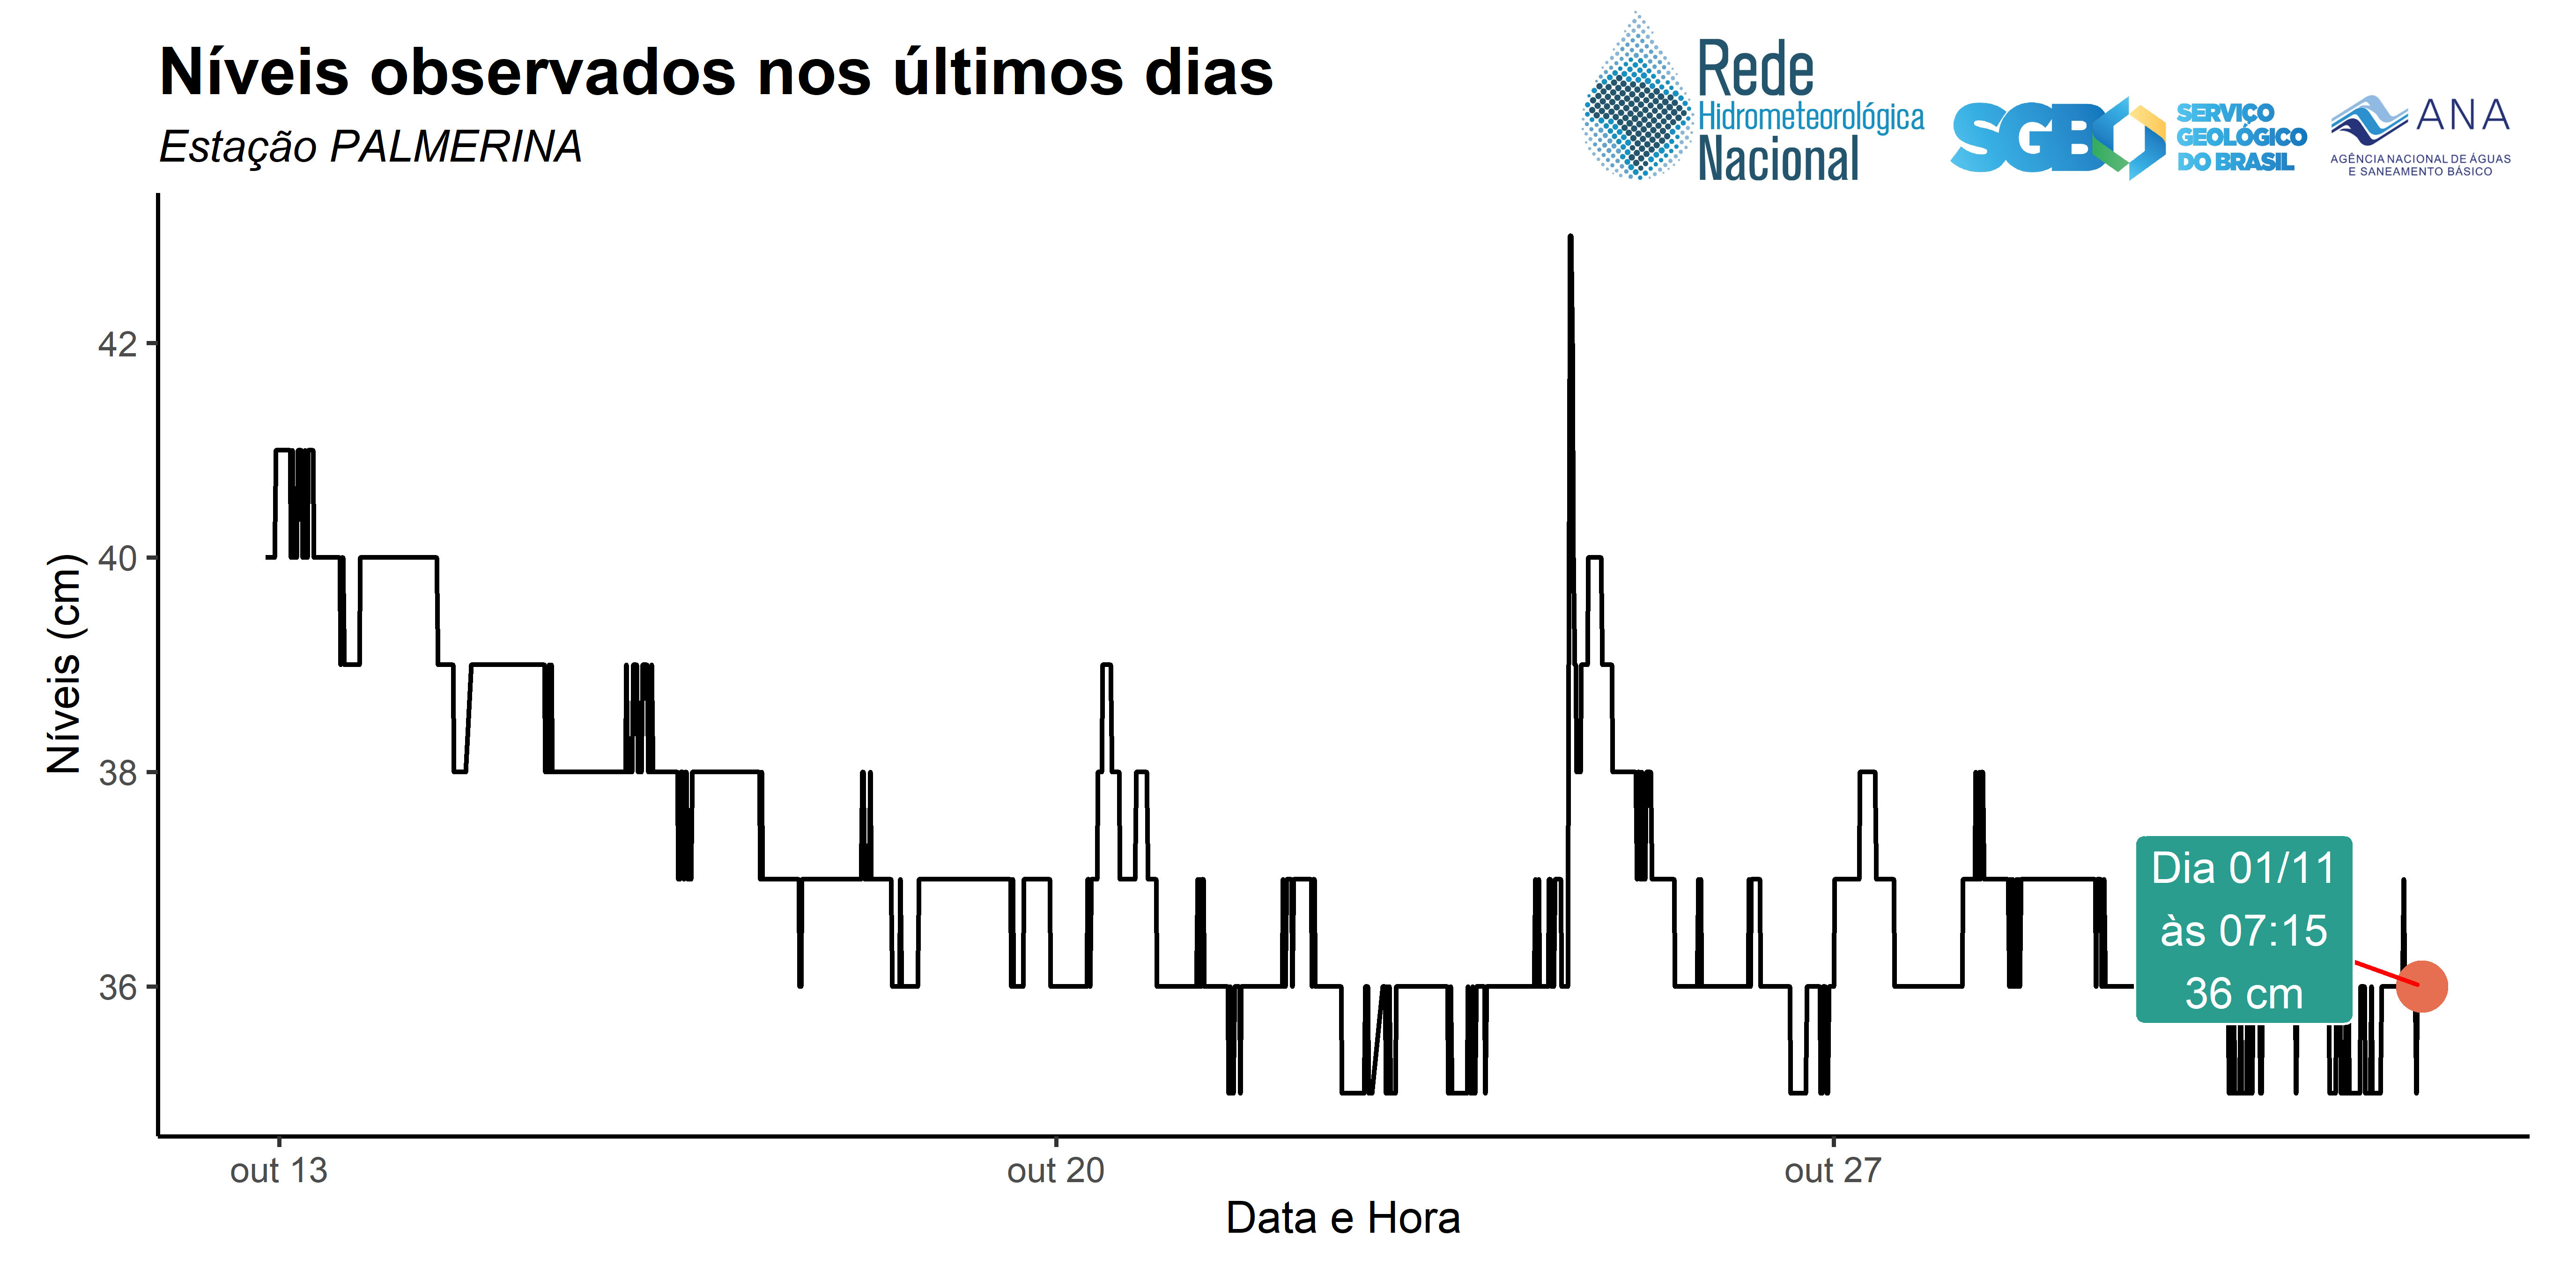 Níveis observados nos últimos dias
Estação PALMERINA
Rede
Hidrometeorológica
Nacional
SGB
SERVIÇO
GEOLÓGICO
DO BRASIL
ANA
AGÊNCIA NACIONAL DE ÁGUAS
E SANEAMENTO BÁSICO
Níveis (cm)
42
40
38
36
Dia 01/11
às 07:15
36 cm
out 13
out 20
out 27
Data e Hora